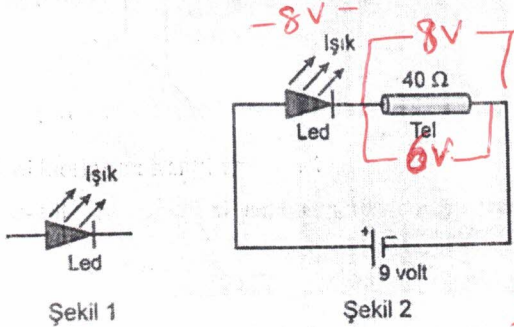 -8V-
Işık
8V
40 Ω
Led
Tel
6V
Işık
Led
+
9 volt
Şekil 1
Şekil 2